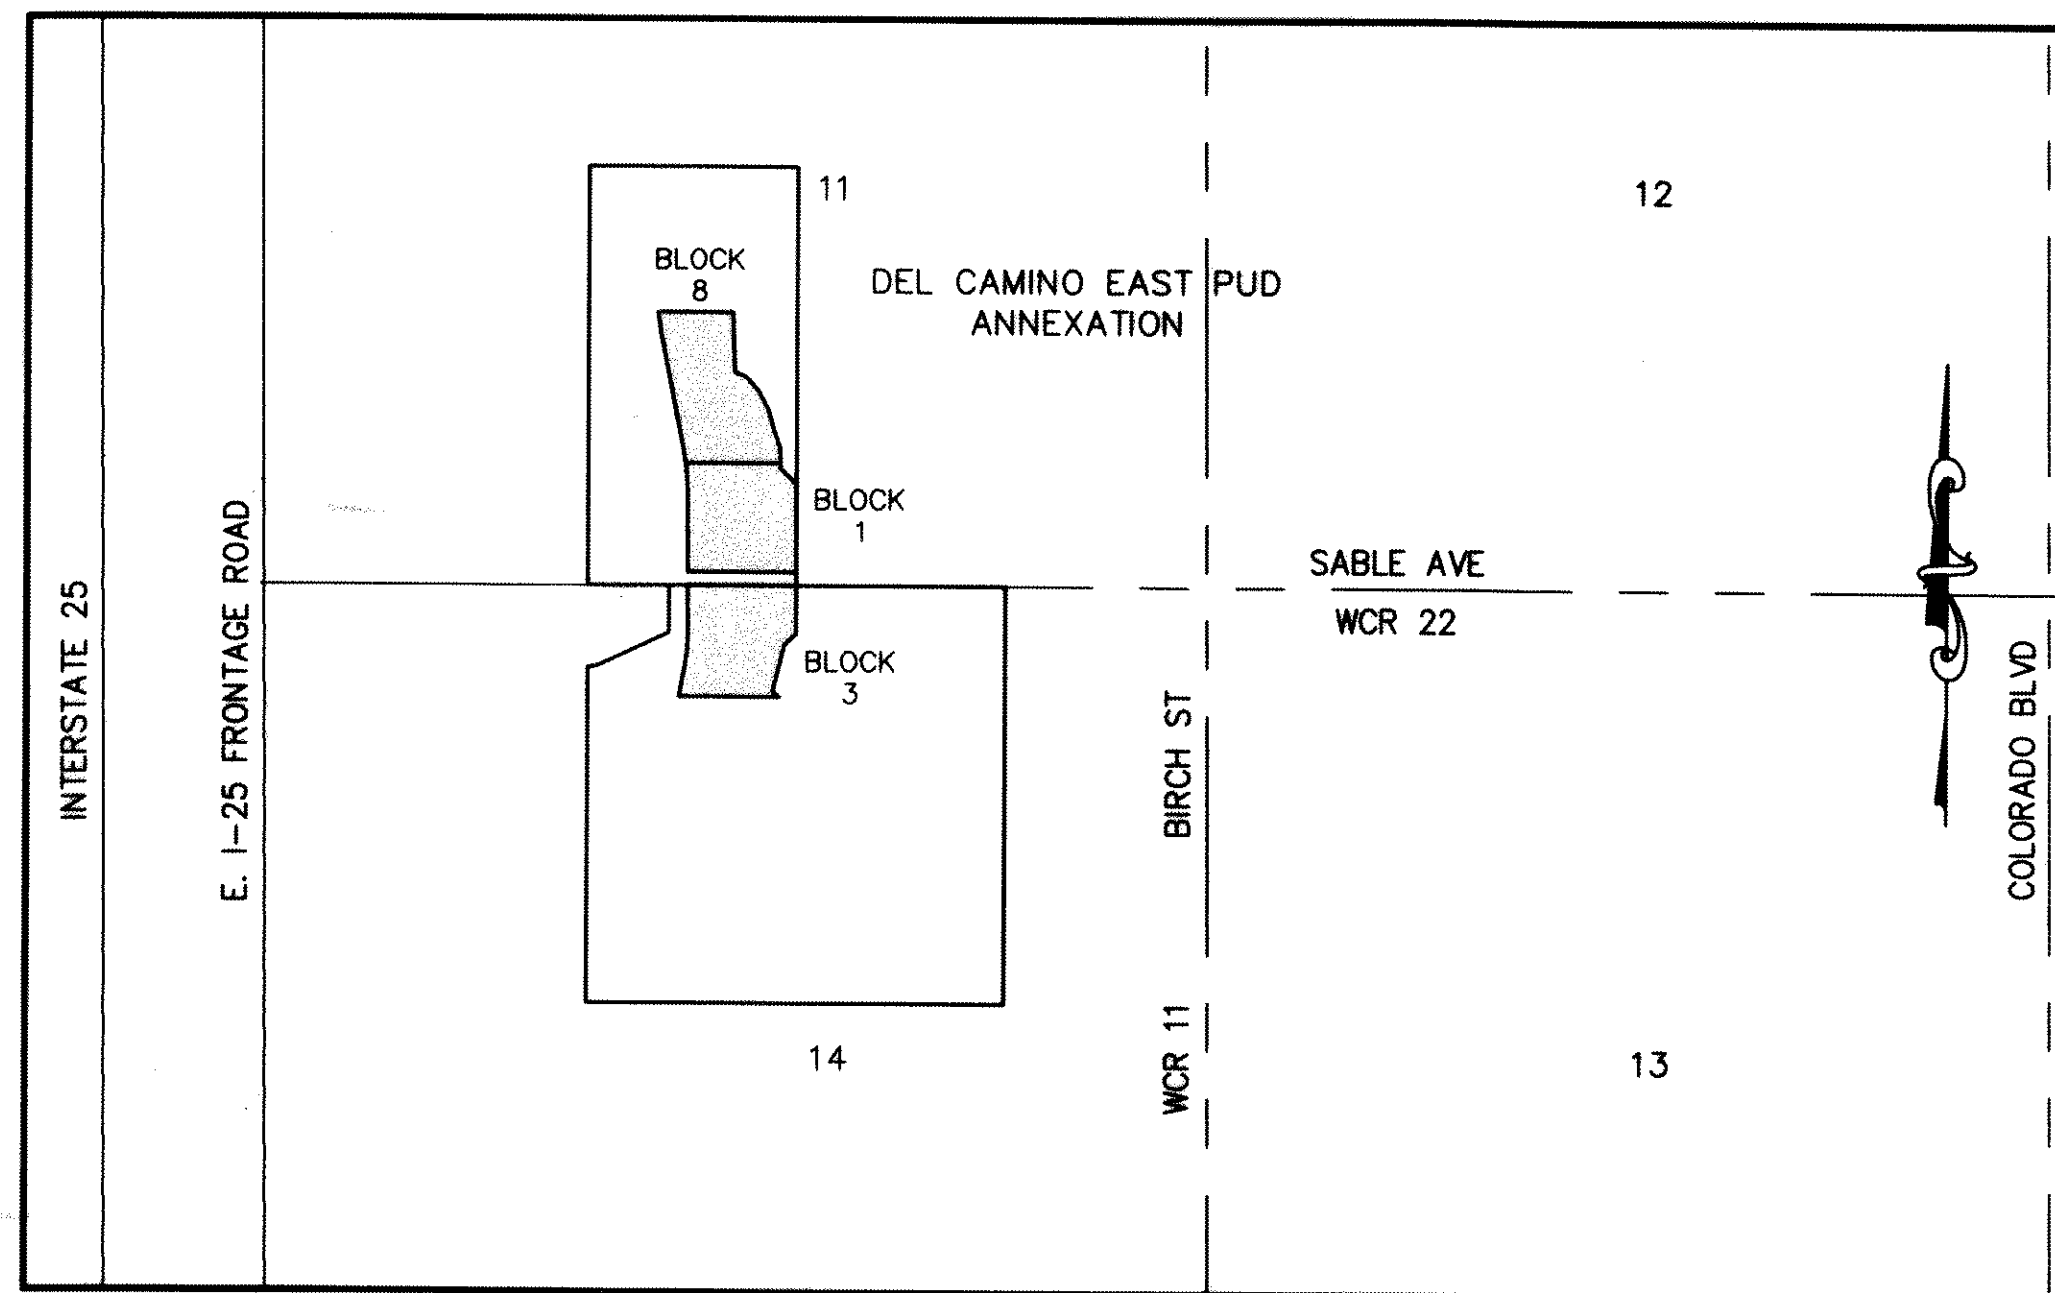 11
12
BLOCK
8
DEL CAMINO EAST PUD
ANNEXATION
BLOCK
1
SABLE AVE
WCR 22
BLOCK
3
INTERSTATE 25
E. I-25 FRONTAGE ROAD
BIRCH ST
WCR 11
COLORADO BLVD
14
13